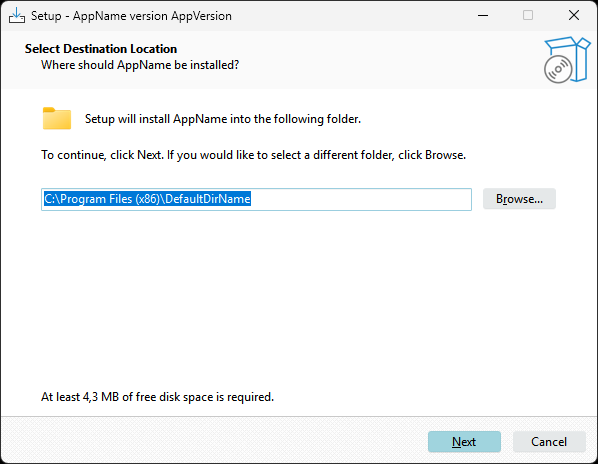 Setup - AppName version AppVersion
Select Destination Location
Where should AppName be installed?
Setup will install AppName into the following folder.
To continue, click Next. If you would like to select a different folder, click Browse.
C:\Program Files (x86)\DefaultDirName
Browse...
At least 4,3 MB of free disk space is required.
Next
Cancel